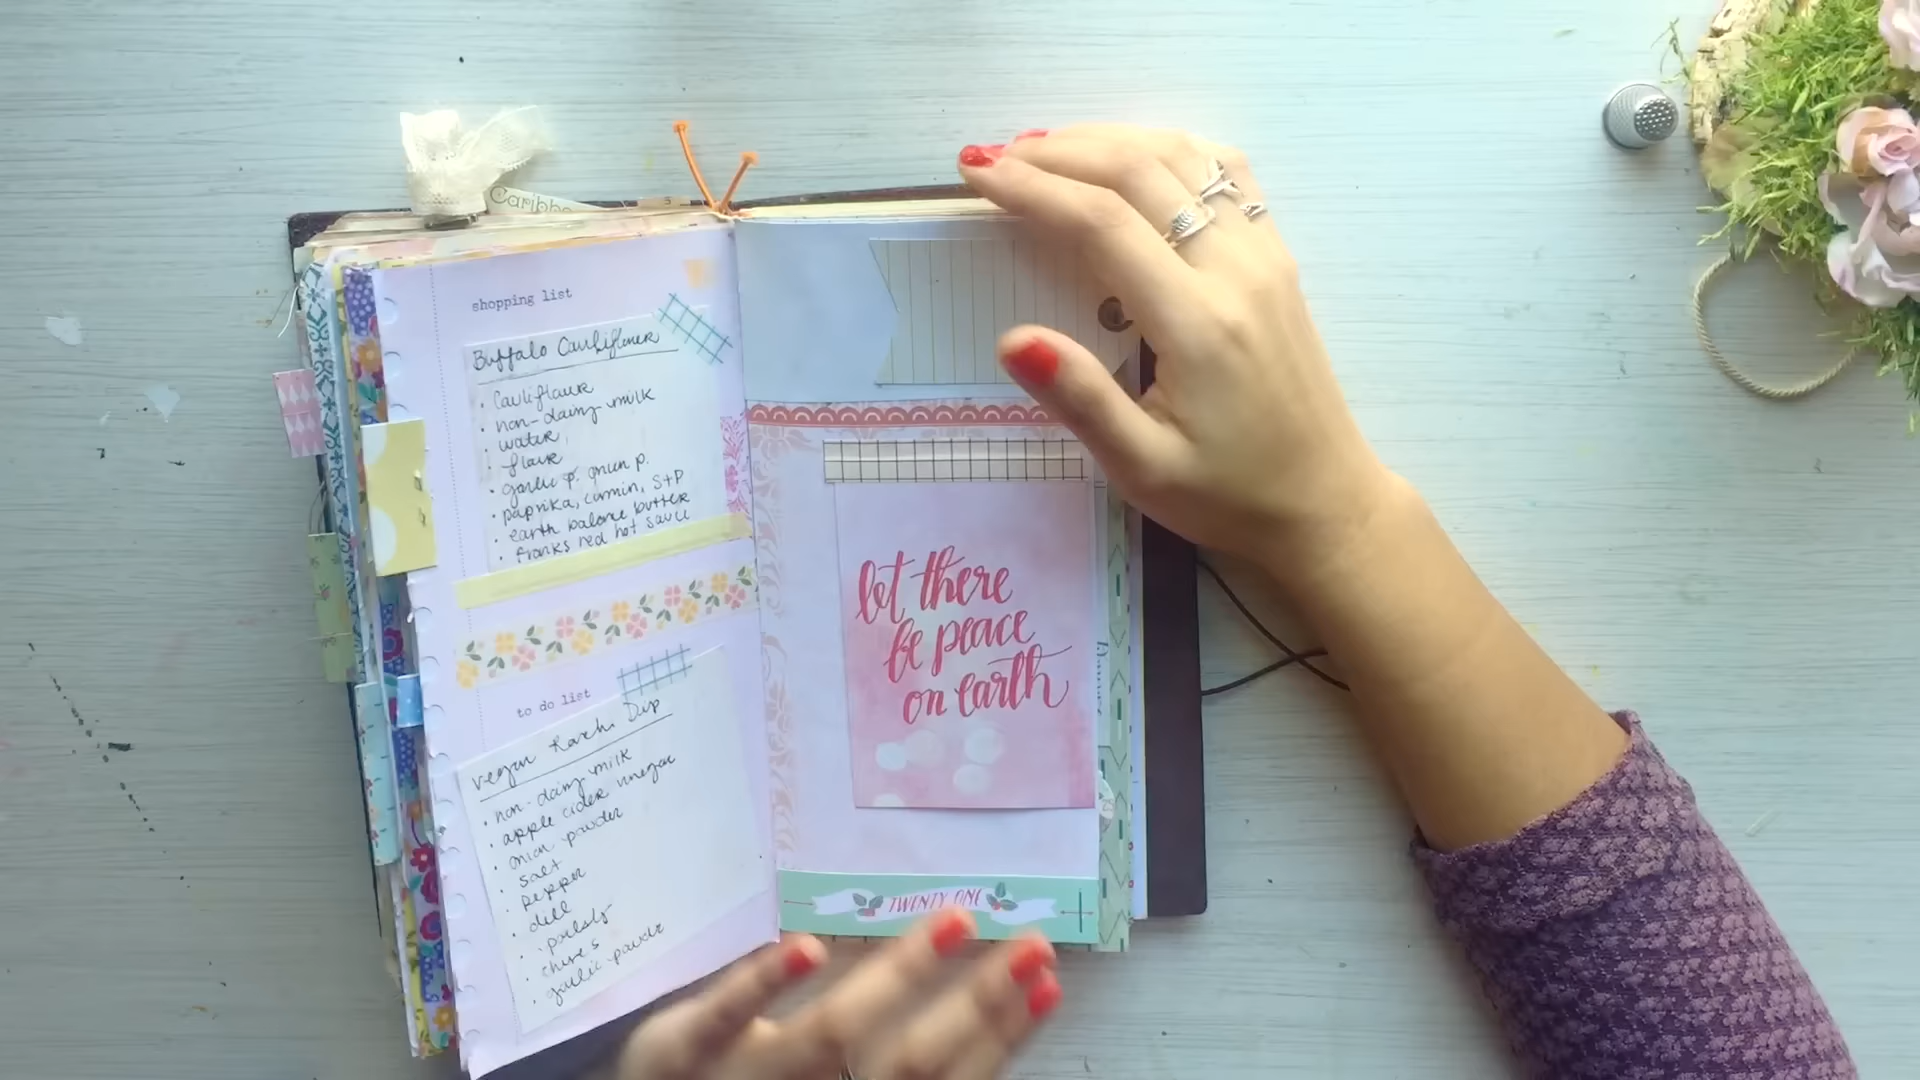 Caribbe
5
shopping list
Buffalo Cauliflower
• Cauliflower
• non-dairy milk
• water
• flour
• garlic p. onion p.
• paprika, cumin, S+P
• earth balance butter
• franks red hot sauce
to do list
Vegan Ranch Dip
• non-dairy milk
• apple cider vinegar
• onion powder
• salt
• pepper
• dill
• parsley
• chives
• garlic powder
let there
be peace
on earth
TWENTY ONE